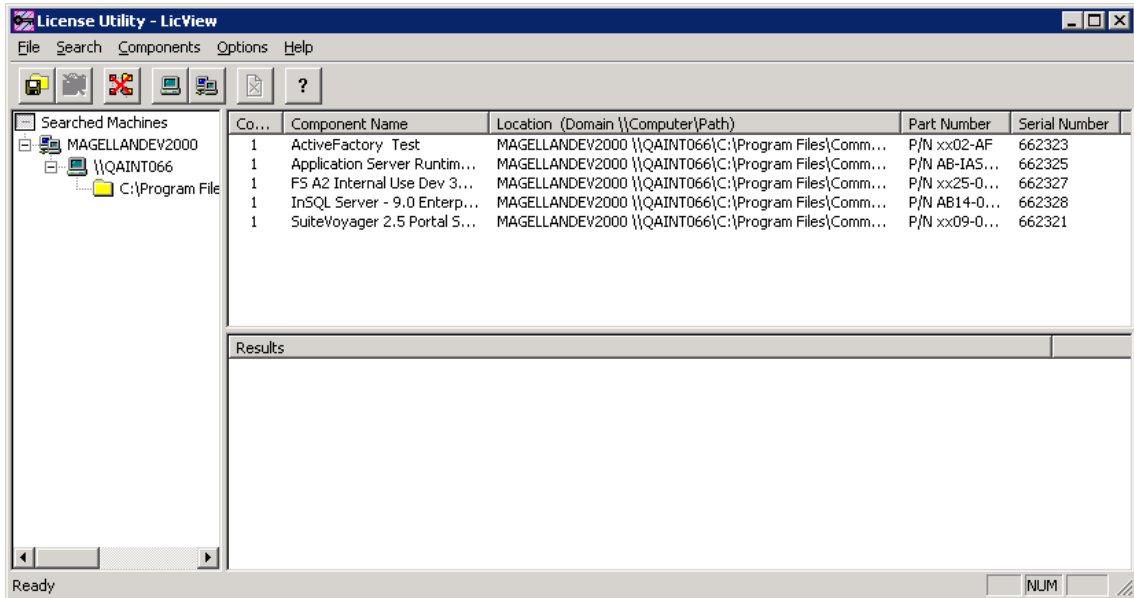 License Utility - LicView
File Search Components Options Help
?
Searched Machines
MAGELLANDEV2000
\\QAINT066
C:\Program File
Co... Component Name Location (Domain \\Computer\Path) Part Number Serial Number
1 ActiveFactory Test MAGELLANDEV2000 \\QAINT066\C:\Program Files\Comm... P/N xx02-AF 662323
1 Application Server Runtim... MAGELLANDEV2000 \\QAINT066\C:\Program Files\Comm... P/N AB-IAS... 662325
1 FS A2 Internal Use Dev 3... MAGELLANDEV2000 \\QAINT066\C:\Program Files\Comm... P/N xx25-0... 662327
1 InSQL Server - 9.0 Enterp... MAGELLANDEV2000 \\QAINT066\C:\Program Files\Comm... P/N AB14-0... 662328
1 SuiteVoyager 2.5 Portal S... MAGELLANDEV2000 \\QAINT066\C:\Program Files\Comm... P/N xx09-0... 662321
Results
Ready
NUM